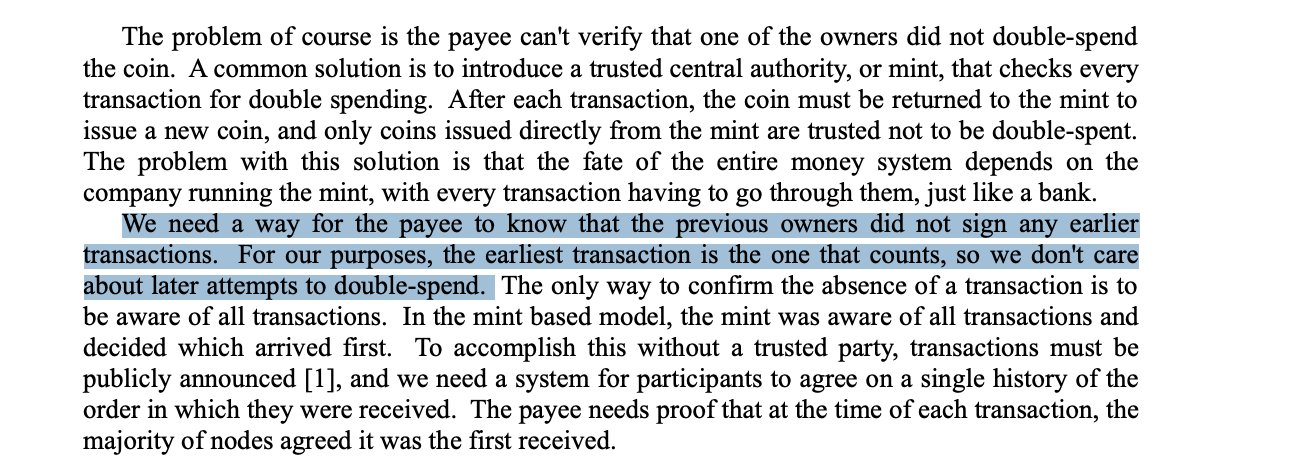 The problem of course is the payee can't verify that one of the owners did not double-spend
the coin. A common solution is to introduce a trusted central authority, or mint, that checks every
transaction for double spending. After each transaction, the coin must be returned to the mint to
issue a new coin, and only coins issued directly from the mint are trusted not to be double-spent.
The problem with this solution is that the fate of the entire money system depends on the
company running the mint, with every transaction having to go through them, just like a bank.
We need a way for the payee to know that the previous owners did not sign any earlier
transactions. For our purposes, the earliest transaction is the one that counts, so we don't care
about later attempts to double-spend. The only way to confirm the absence of a transaction is to
be aware of all transactions. In the mint based model, the mint was aware of all transactions and
decided which arrived first. To accomplish this without a trusted party, transactions must be
publicly announced [1], and we need a system for participants to agree on a single history of the
order in which they were received. The payee needs proof that at the time of each transaction, the
majority of nodes agreed it was the first received.